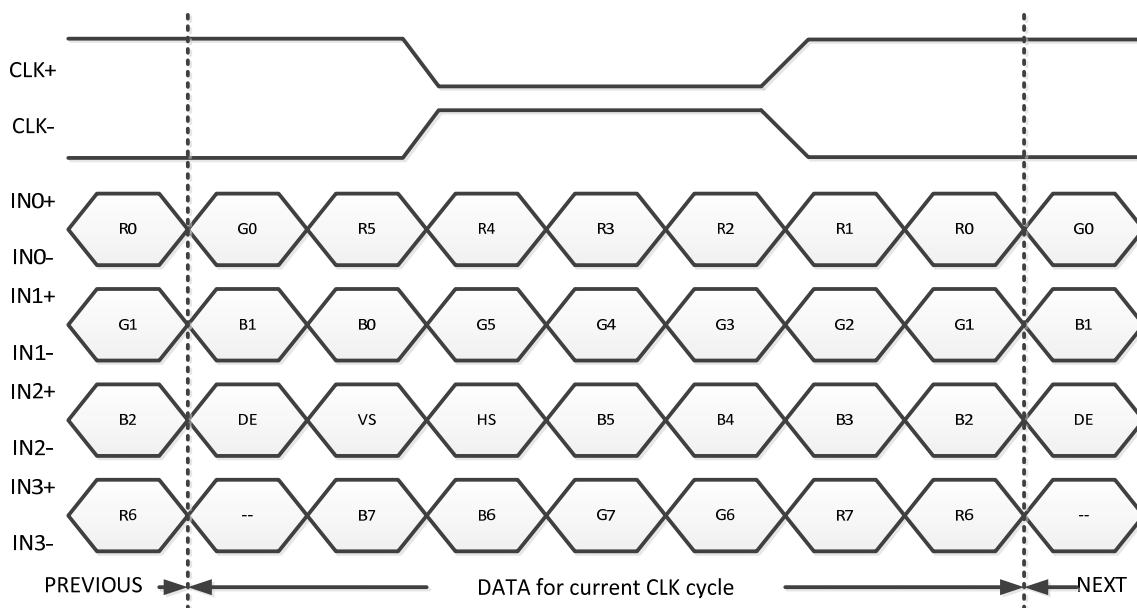 CLK+
CLK-
IN0+
R0 G0 R5 R4 R3 R2 R1 R0 G0
IN0-
IN1+
G1 B1 B0 G5 G4 G3 G2 G1 B1
IN1-
IN2+
B2 DE VS HS B5 B4 B3 B2 DE
IN2-
IN3+
R6 -- B7 B6 G7 G6 R7 R6 --
IN3-
PREVIOUS DATA for current CLK cycle NEXT